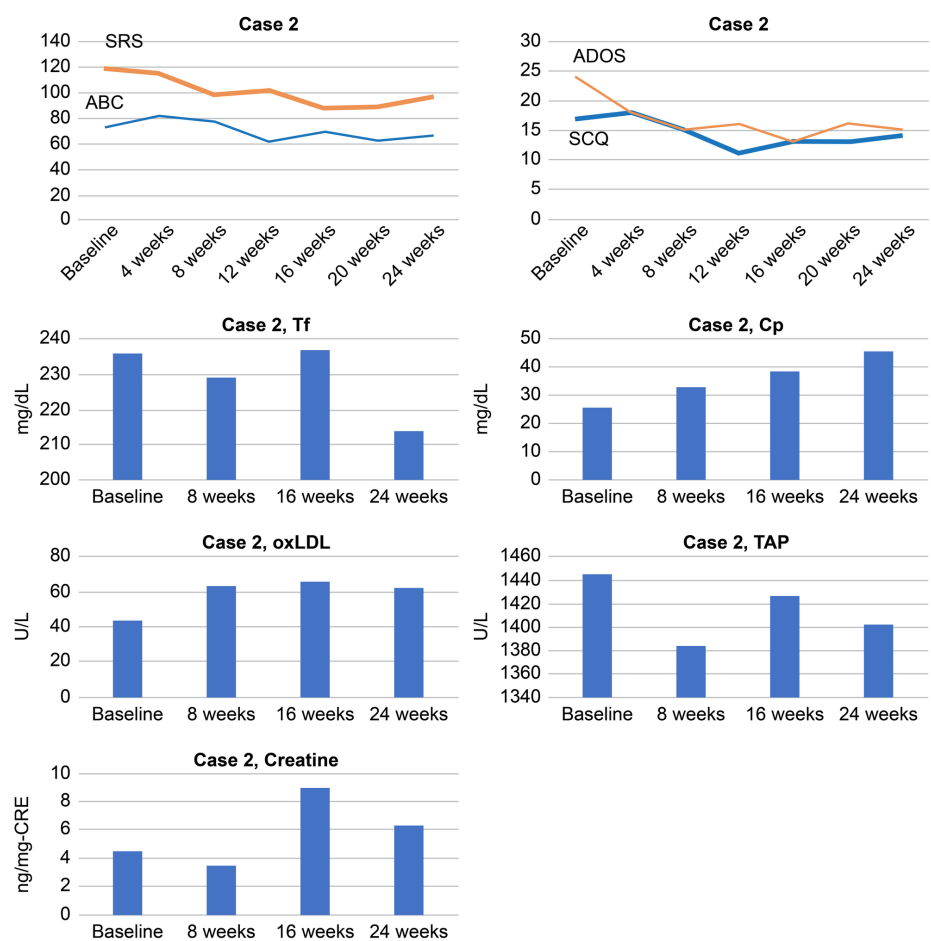 Case 2
140
120
100
80
60
40
20
0
SRS
ABC
Baseline
4 weeks
8 weeks
12 weeks
16 weeks
20 weeks
24 weeks
Case 2
30
25
20
15
10
5
0
ADOS
SCQ
Baseline
4 weeks
8 weeks
12 weeks
16 weeks
20 weeks
24 weeks
Case 2, Tf
mg/dL
240
230
220
210
200
Baseline 8 weeks 16 weeks 24 weeks
Case 2, Cp
mg/dL
50
40
30
20
10
0
Baseline 8 weeks 16 weeks 24 weeks
Case 2, oxLDL
U/L
80
60
40
20
0
Baseline 8 weeks 16 weeks 24 weeks
Case 2, TAP
U/L
1460
1440
1420
1400
1380
1360
1340
Baseline 8 weeks 16 weeks 24 weeks
Case 2, Creatine
ng/mg-CRE
10
8
6
4
2
0
Baseline 8 weeks 16 weeks 24 weeks